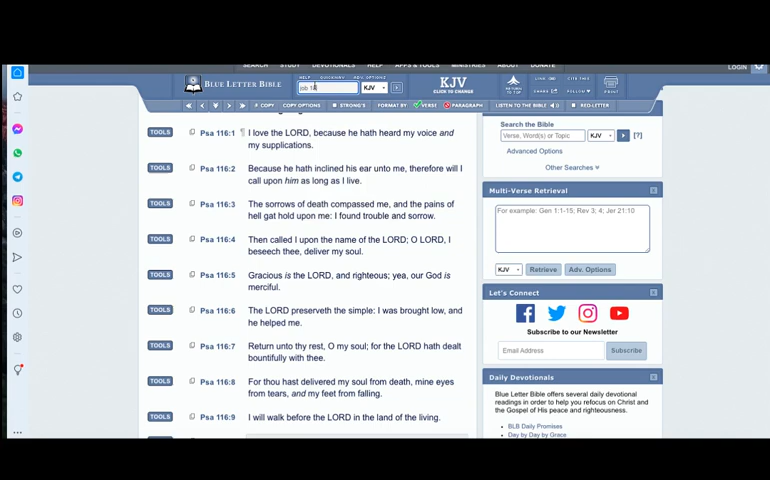 SEARCH STUDY DEVOTIONALS HELP APPS & TOOLS MINISTRIES ABOUT DONATE
LOGIN
BLUE LETTER BIBLE
HELP QUICKNAV ADV. OPTIONS
KJV
KJV
CLICK TO CHANGE
RETURN TO TOP
LINK
SHARE
CITE THIS
FOLLOW
PRINT
COPY COPY OPTIONS STRONG'S FORMAT BY VERSE PARAGRAPH LISTEN TO THE BIBLE RED-LETTER
TOOLS Psa 116:1 ¶ I love the LORD, because he hath heard my voice and
my supplications.
TOOLS Psa 116:2 Because he hath inclined his ear unto me, therefore will I
call upon him as long as I live.
TOOLS Psa 116:3 The sorrows of death compassed me, and the pains of
hell gat hold upon me: I found trouble and sorrow.
TOOLS Psa 116:4 Then called I upon the name of the LORD; O LORD, I
beseech thee, deliver my soul.
TOOLS Psa 116:5 Gracious is the LORD, and righteous; yea, our God is
merciful.
TOOLS Psa 116:6 The LORD preserveth the simple: I was brought low, and
he helped me.
TOOLS Psa 116:7 Return unto thy rest, O my soul; for the LORD hath dealt
bountifully with thee.
TOOLS Psa 116:8 For thou hast delivered my soul from death, mine eyes
from tears, and my feet from falling.
TOOLS Psa 116:9 I will walk before the LORD in the land of the living.
Search the Bible
Verse, Word(s) or Topic KJV [?]
Advanced Options
Other Searches
Multi-Verse Retrieval
For example: Gen 1:1-15; Rev 3; 4; Jer 21:10
KJV Retrieve Adv. Options
Let's Connect
Subscribe to our Newsletter
Email Address Subscribe
Daily Devotionals
Blue Letter Bible offers several daily devotional
readings in order to help you refocus on Christ and
the Gospel of His peace and righteousness.
BLB Daily Promises
Day by Day by Grace